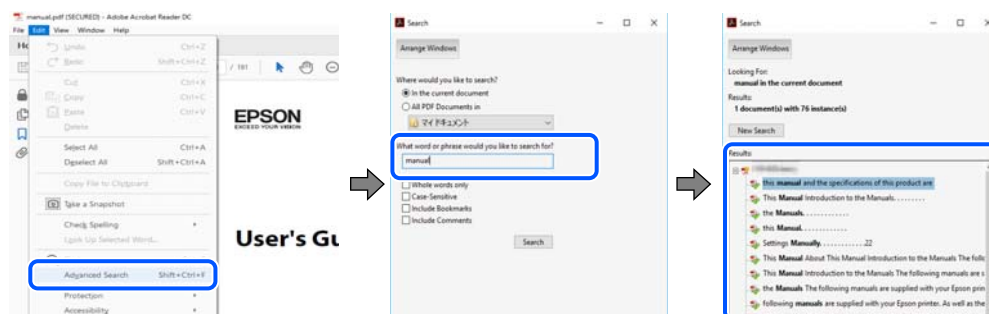 manual.pdf (SECURED) - Adobe Acrobat Reader DC
File Edit View Window Help
Undo Ctrl+Z
Redo Shift+Ctrl+Z
Cut Ctrl+X
Copy Ctrl+C
Paste Ctrl+V
Delete
Select All Ctrl+A
Deselect All Shift+Ctrl+A
Copy File to Clipboard
Take a Snapshot
Check Spelling
Look Up Selected Word...
Advanced Search Shift+Ctrl+F
Protection
Accessibility
/ 181
EPSON
EXCEED YOUR VISION
User's Gu
Search
Arrange Windows
Where would you like to search?
In the current document
All PDF Documents in
マイ ドキュメント
What word or phrase would you like to search for?
manual
Whole words only
Case-Sensitive
Include Bookmarks
Include Comments
Search
Search
Arrange Windows
Looking For:
manual in the current document
Results:
1 document(s) with 76 instance(s)
New Search
Results:
this manual and the specifications of this product are
This Manual Introduction to the Manuals. . . . . . . . .
the Manuals. . . . . . . . . . . . .
this Manual. . . . . . . . . . . . .
Settings Manually. . . . . . . . . . . . .22
This Manual About This Manual Introduction to the Manuals The follo
This Manual Introduction to the Manuals The following manuals are s
the Manuals The following manuals are supplied with your Epson prin
following manuals are supplied with your Epson printer. As well as the